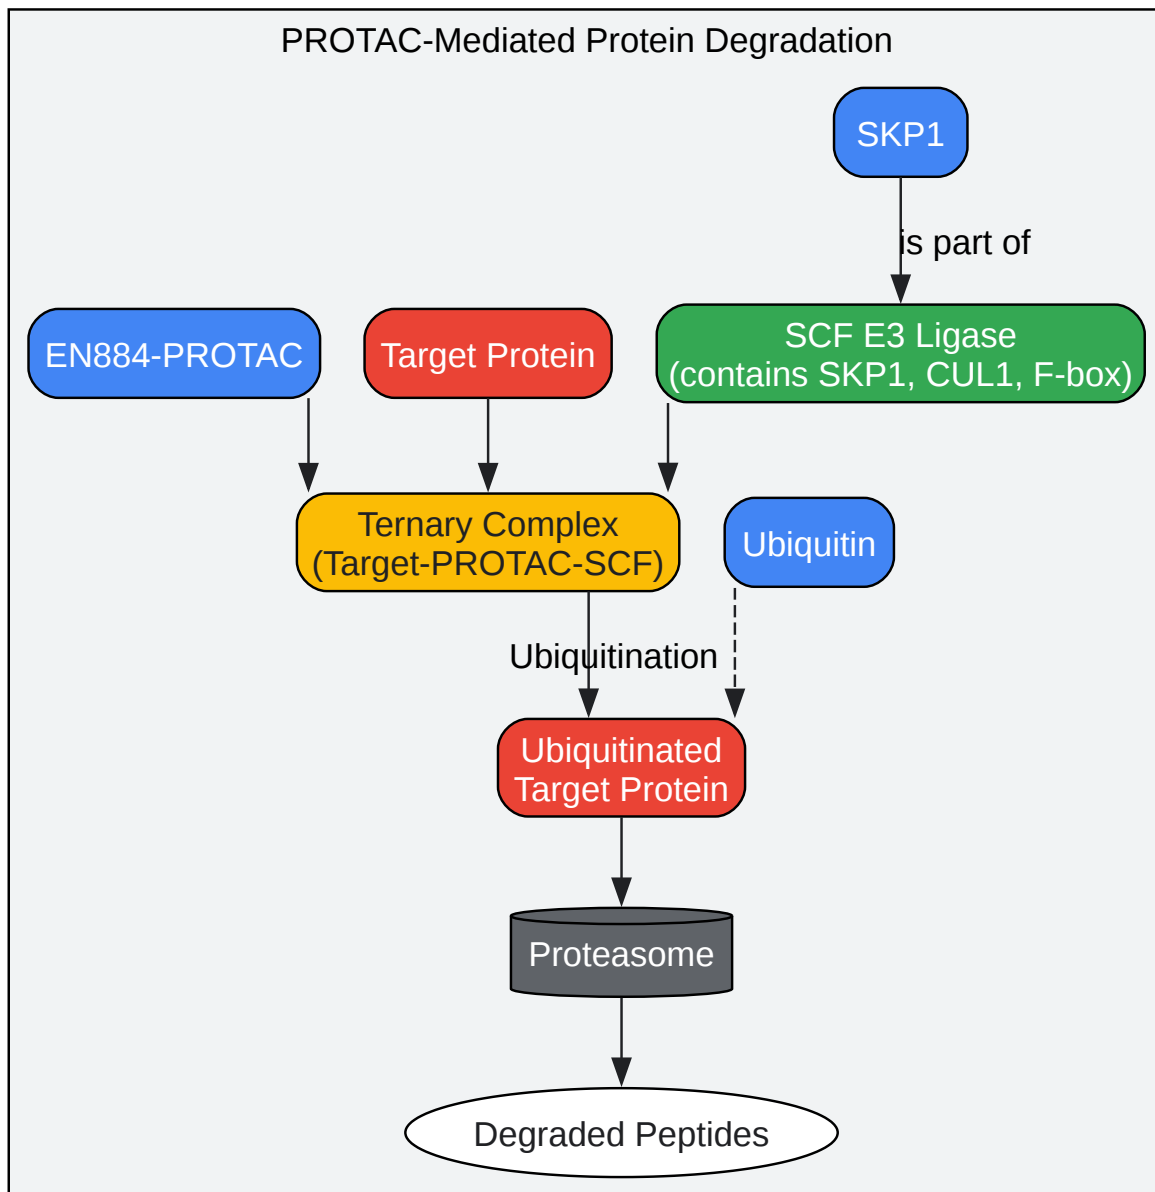 PROTAC-Mediated Protein Degradation
SKP1
is part of
EN884-PROTAC
Target Protein
SCF E3 Ligase
(contains SKP1, CUL1, F-box)
Ternary Complex
(Target-PROTAC-SCF)
Ubiquitin
Ubiquitination
Ubiquitinated
Target Protein
Proteasome
Degraded Peptides